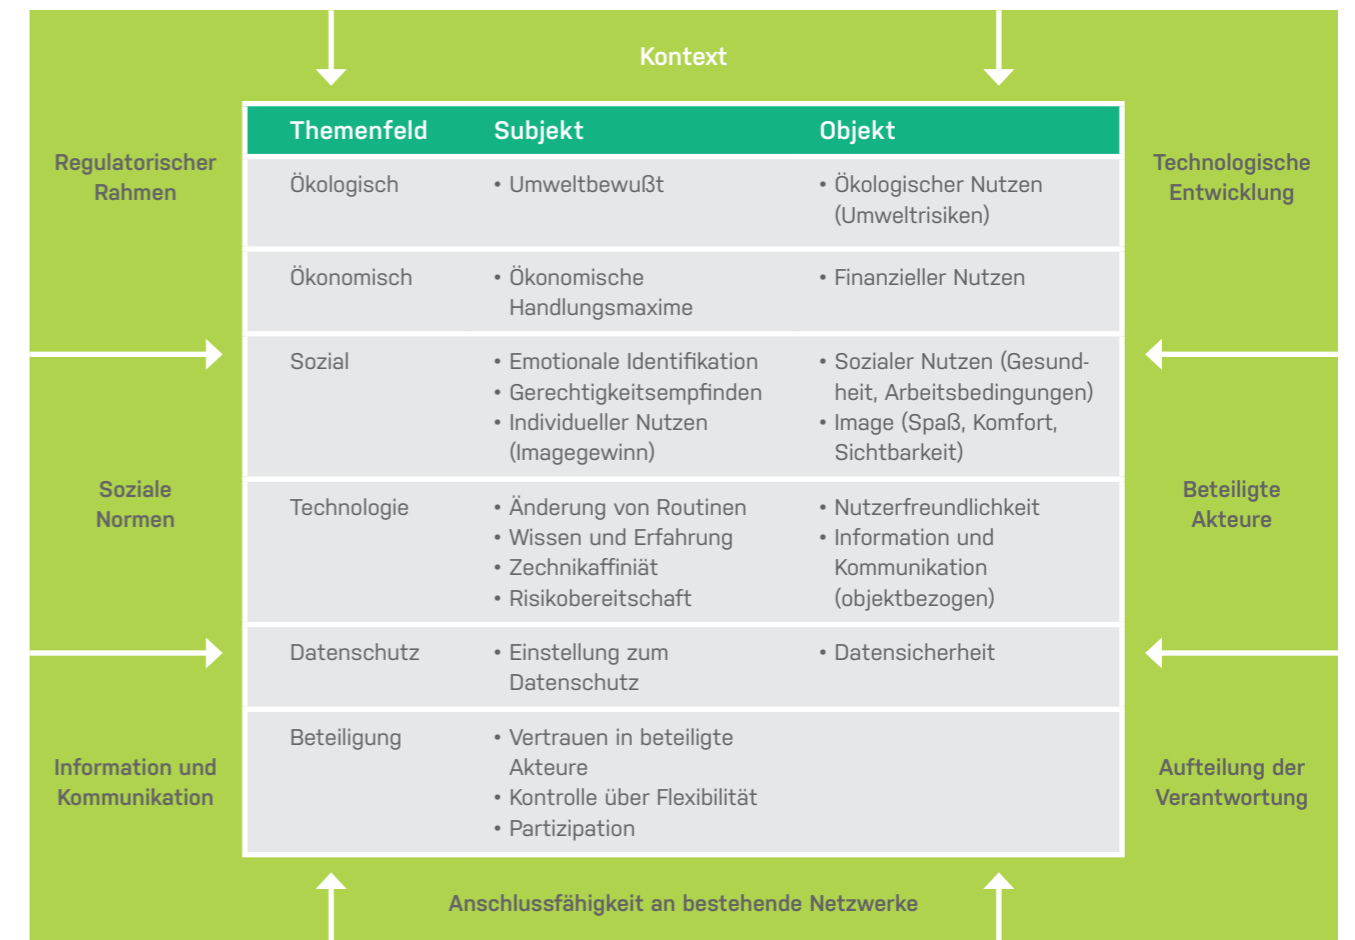 Kontext
Regulatorischer
Rahmen
Soziale
Normen
Information und
Kommunikation
Themenfeld Subjekt Objekt
Ökologisch • Umweltbewußt • Ökologischer Nutzen
(Umweltrisiken)
Ökonomisch • Ökonomische • Finanzieller Nutzen
Handlungsmaxime
Sozial • Emotionale Identifikation • Sozialer Nutzen (Gesund-
• Gerechtigkeitsempfinden heit, Arbeitsbedingungen)
• Individueller Nutzen • Image (Spaß, Komfort,
(Imagegewinn) Sichtbarkeit)
Technologie • Änderung von Routinen • Nutzerfreundlichkeit
• Wissen und Erfahrung • Information und
• Zechnikaffiniät Kommunikation
• Risikobereitschaft (objektbezogen)
Datenschutz • Einstellung zum • Datensicherheit
Datenschutz
Beteiligung • Vertrauen in beteiligte
Akteure
• Kontrolle über Flexibilität
• Partizipation
Technologische
Entwicklung
Beteiligte
Akteure
Aufteilung der
Verantwortung
Anschlussfähigkeit an bestehende Netzwerke